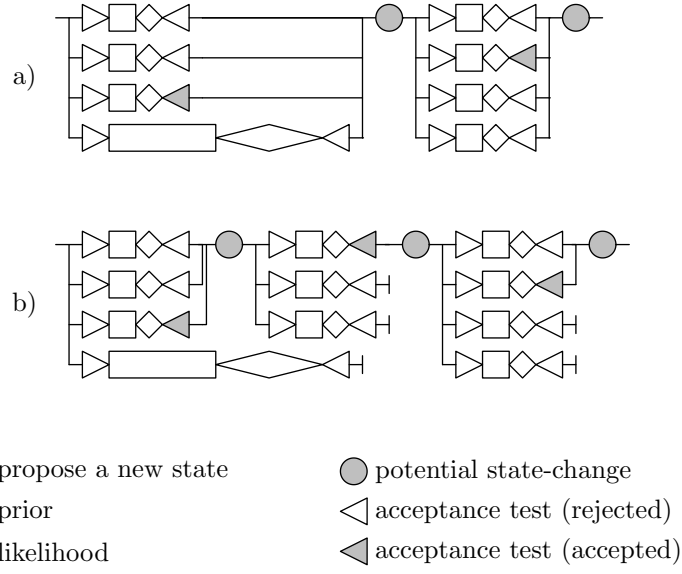 a)
b)
propose a new state
prior
likelihood
potential state-change
acceptance test (rejected)
acceptance test (accepted)